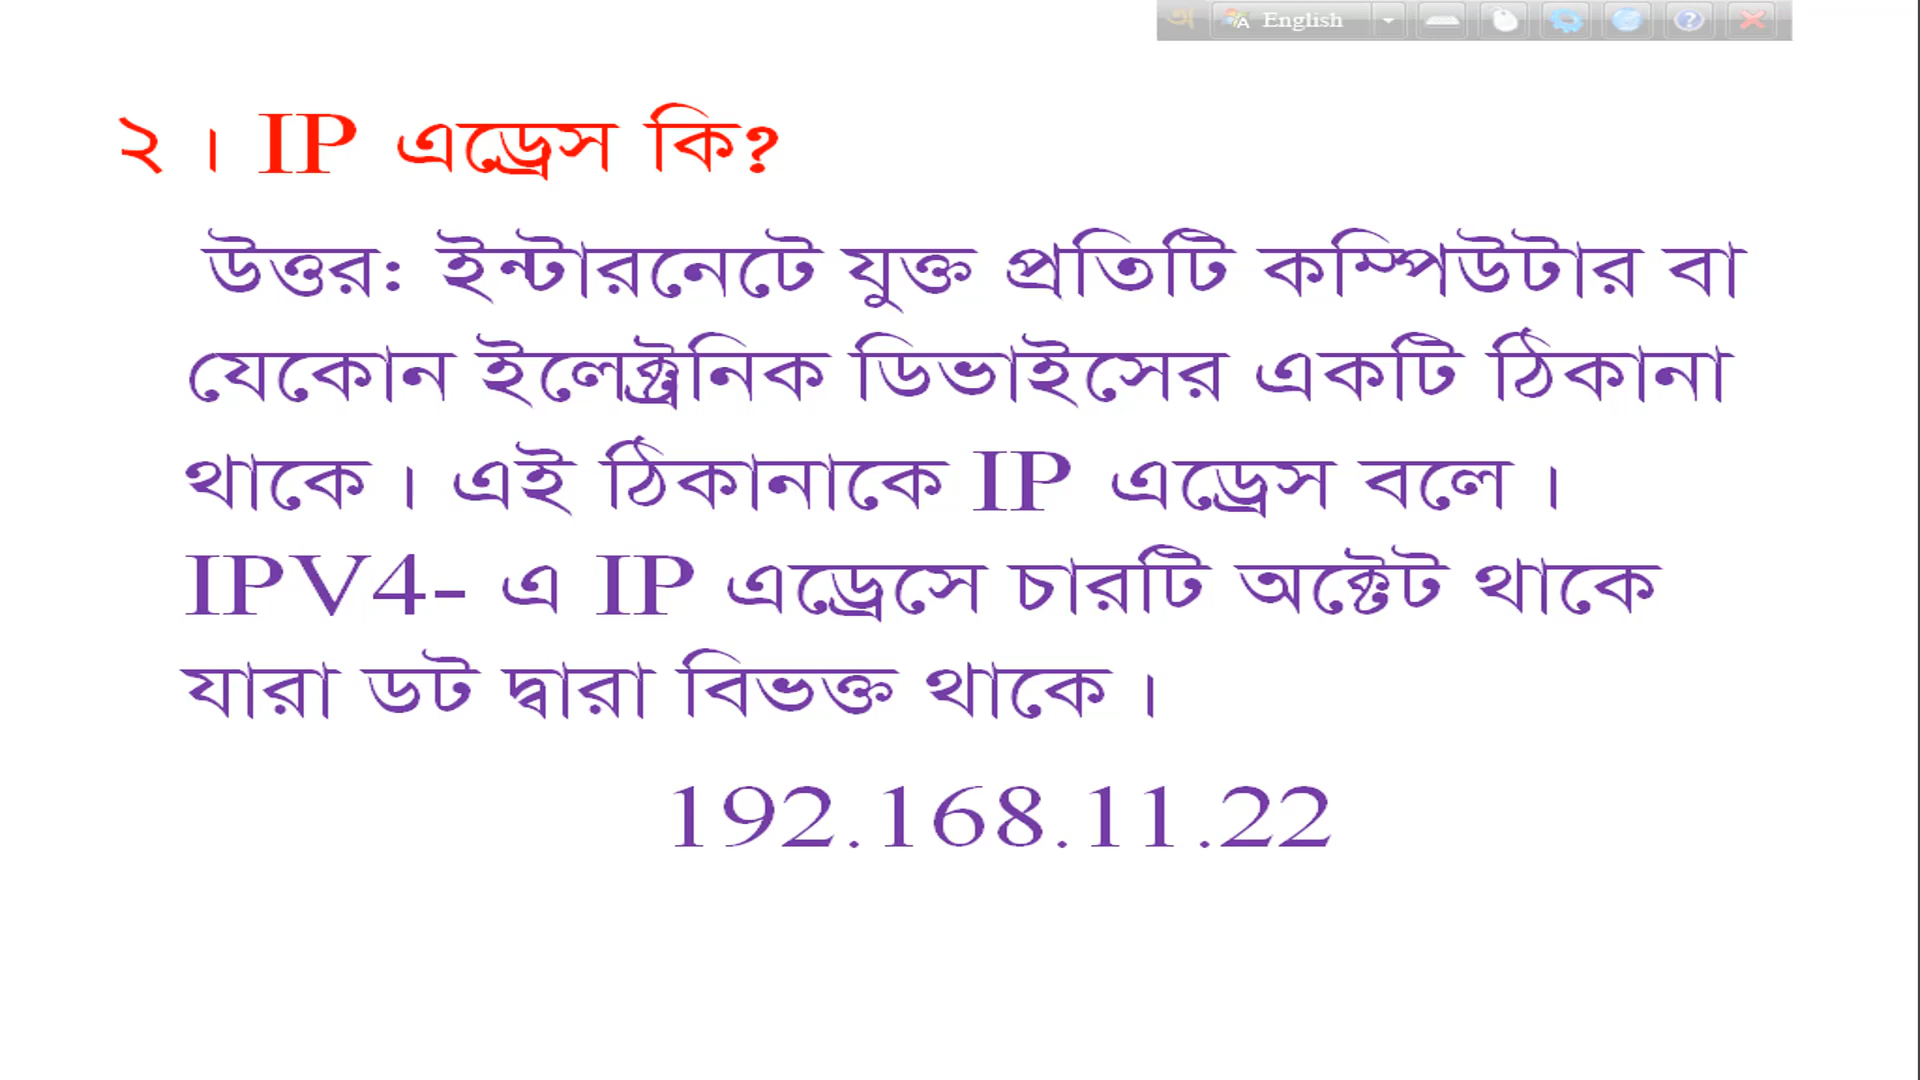 অ English
২। IP এড্রেস কি?
উত্তর: ইন্টারনেটে যুক্ত প্রতিটি কম্পিউটার বা
যেকোন ইলেক্ট্রনিক ডিভাইসের একটি ঠিকানা
থাকে। এই ঠিকানাকে IP এড্রেস বলে।
IPV4- এ IP এড্রেসে চারটি অক্টেট থাকে
যারা ডট দ্বারা বিভক্ত থাকে।
192.168.11.22